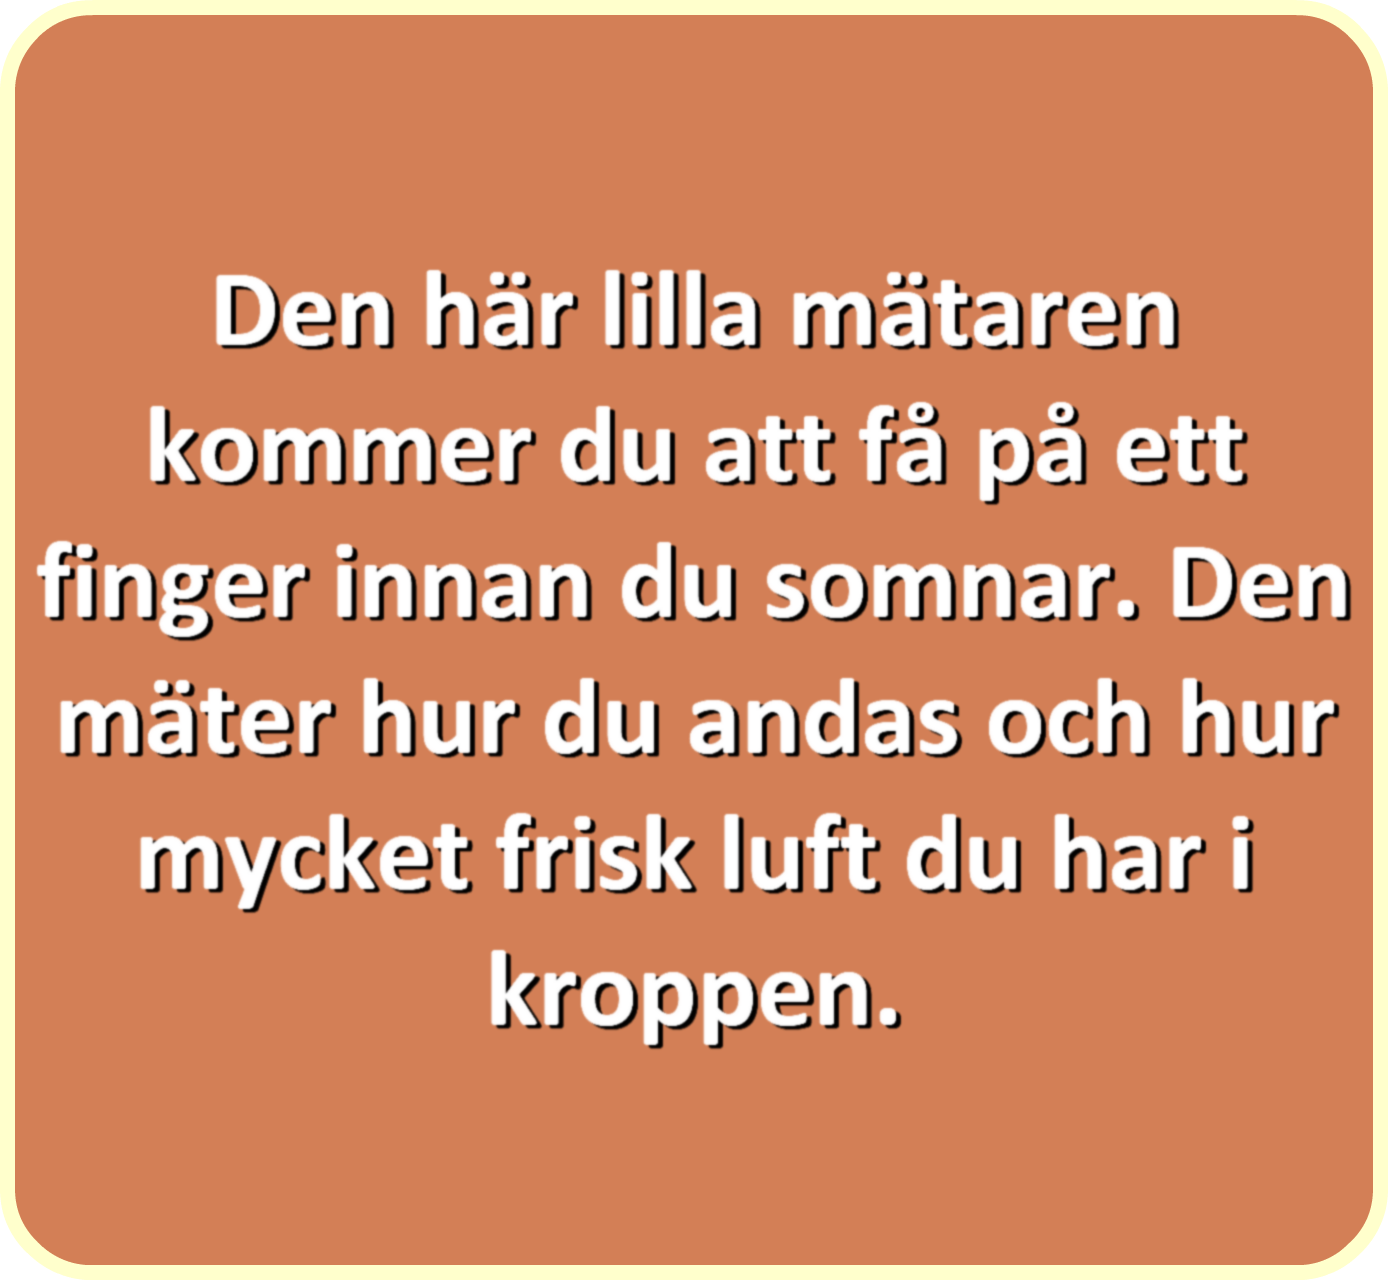 Den här lilla mätaren
kommer du att få på ett
finger innan du somnar. Den
mäter hur du andas och hur
mycket frisk luft du har i
kroppen.